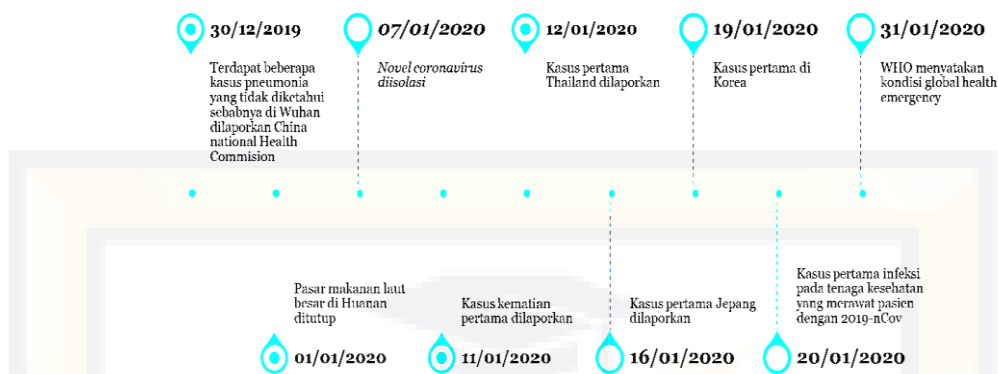 30/12/2019
Terdapat beberapa
kasus pneumonia
yang tidak diketahui
sebabnya di Wuhan
dilaporkan China
national Health
Commision
07/01/2020
Novel coronavirus
diisolasi
12/01/2020
Kasus pertama
Thailand dilaporkan
19/01/2020
Kasus pertama di
Korea
31/01/2020
WHO menyatakan
kondisi global health
emergency
Pasar makanan laut
besar di Huanan
ditutup
01/01/2020
Kasus kematian
pertama dilaporkan
11/01/2020
Kasus pertama Jepang
dilaporkan
16/01/2020
Kasus pertama infeksi
pada tenaga kesehatan
yang merawat pasien
dengan 2019-nCov
20/01/2020